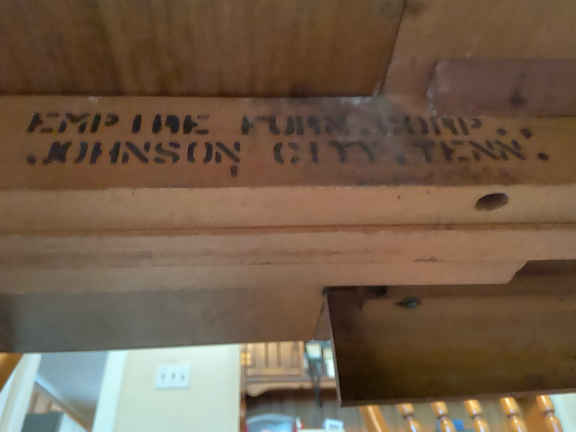 EMPIRE FURN. CORP.,
JOHNSON CITY, TENN.